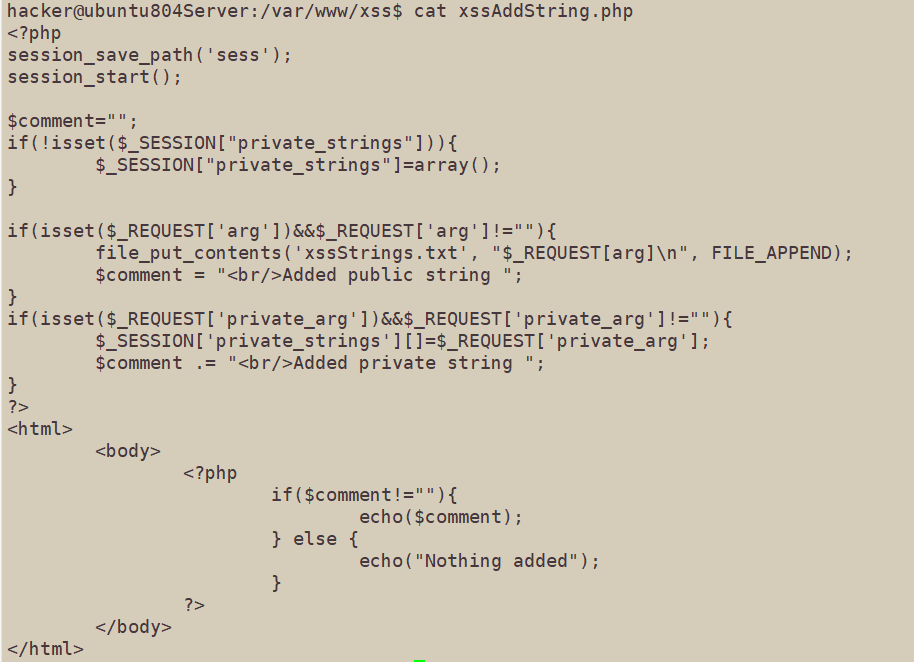 hacker@ubuntu804Server:/var/www/xss$ cat xssAddString.php
<?php
session_save_path('sess');
session_start();

$comment="";
if(!isset($_SESSION["private_strings"])){
        $_SESSION["private_strings"]=array();
}

if(isset($_REQUEST['arg'])&&$_REQUEST['arg']!=""){
        file_put_contents('xssStrings.txt', "$_REQUEST[arg]\n", FILE_APPEND);
        $comment = "<br/>Added public string ";
}
if(isset($_REQUEST['private_arg'])&&$_REQUEST['private_arg']!=""){
        $_SESSION['private_strings'][]=$_REQUEST['private_arg'];
        $comment .= "<br/>Added private string ";
}
?>
<html>
        <body>
                <?php
                        if($comment!=""){
                                echo($comment);
                        } else {
                                echo("Nothing added");
                        }
                ?>
        </body>
</html>